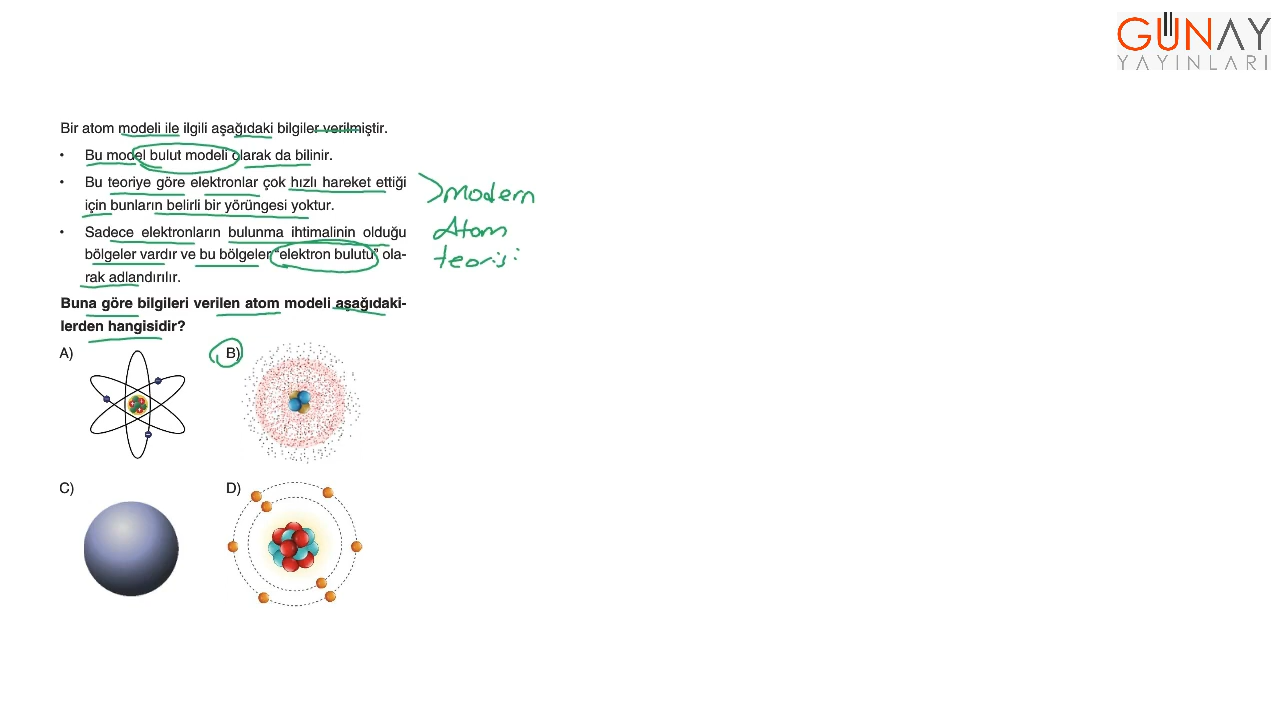 GÜNAY
YAYINLARI
Bir atom modeli ile ilgili aşağıdaki bilgiler verilmiştir.
• Bu model bulut modeli olarak da bilinir.
• Bu teoriye göre elektronlar çok hızlı hareket ettiği
için bunların belirli bir yörüngesi yoktur.
• Sadece elektronların bulunma ihtimalinin olduğu
bölgeler vardır ve bu bölgeler "elektron bulutu" ola-
rak adlandırılır.
>modern
Atom
teorisi
Buna göre bilgileri verilen atom modeli aşağıdaki-
lerden hangisidir?
A)
B)
C)
D)